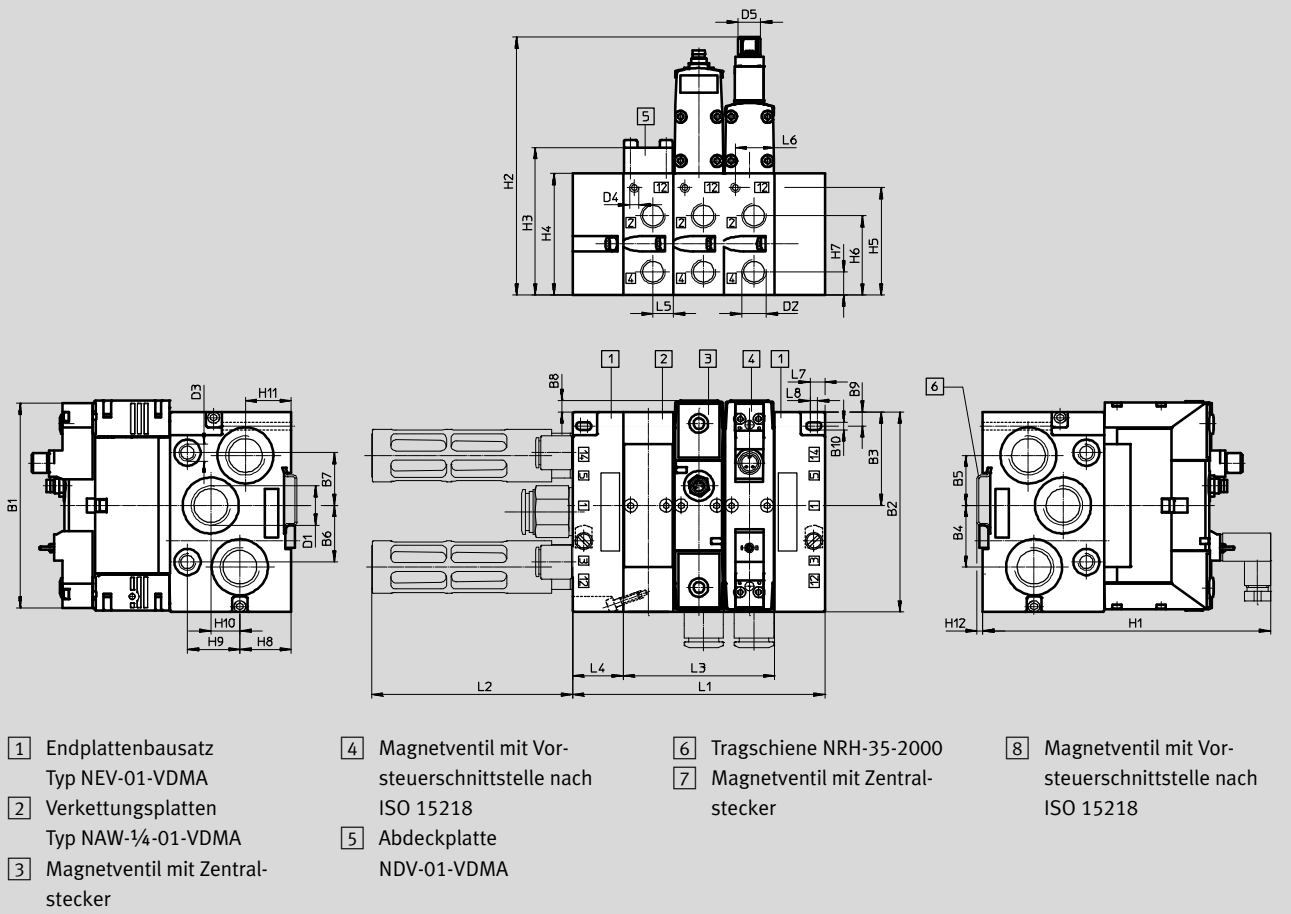 D5
H2
5
L6
H3
H4
D4
12
12
12
2
2
2
4
4
4
H7
H6
H5
L5
D2
1
2
3
4
1
6
B8
L7
L8
B9
B10
B3
B2
D3
H11
B1
B7
D1
B6
H10
H9
H8
14
5
1
3
12
14
5
1
3
12
B5
B4
H12
H1
L4
L3
L2
L1
1 Endplattenbausatz
Typ NEV-01-VDMA
2 Verkettungsplatten
Typ NAW-¼-01-VDMA
3 Magnetventil mit Zentral-
stecker
4 Magnetventil mit Vor-
steuerschnittstelle nach
ISO 15218
5 Abdeckplatte
NDV-01-VDMA
6 Tragschiene NRH-35-2000
7 Magnetventil mit Zentral-
stecker
8 Magnetventil mit Vor-
steuerschnittstelle nach
ISO 15218